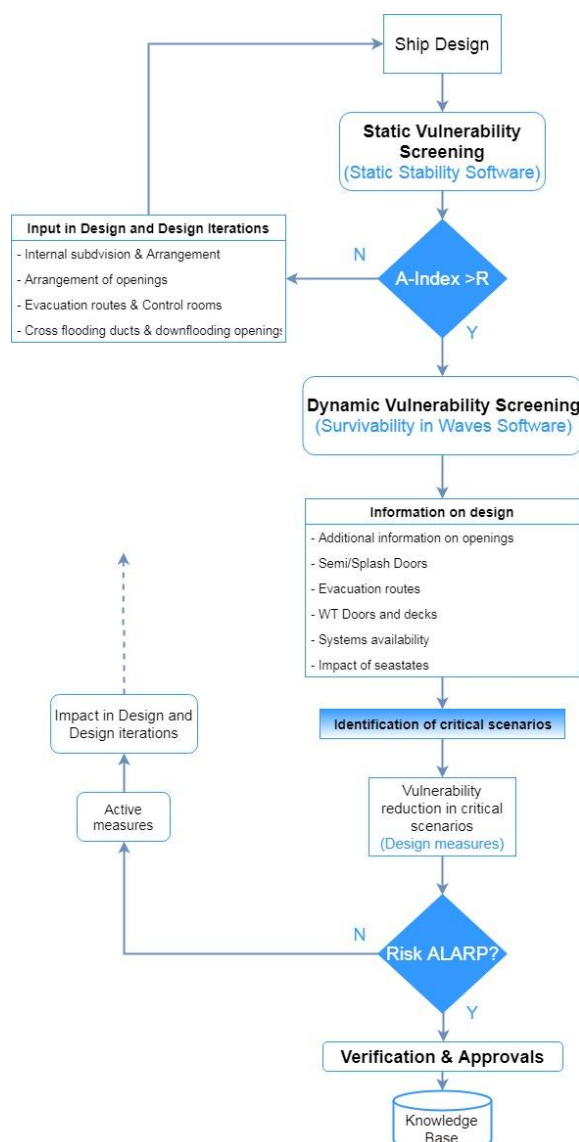 Ship Design
Static Vulnerability
Screening
(Static Stability Software)
Input in Design and Design Iterations
- Internal subdvision & Arrangement
- Arrangement of openings
- Evacuation routes & Control rooms
- Cross flooding ducts & downflooding openings
N
A-Index >R
Y
Dynamic Vulnerability Screening
(Survivability in Waves Software)
Information on design
- Additional information on openings
- Semi/Splash Doors
- Evacuation routes
- WT Doors and decks
- Systems availability
- Impact of seastates
Identification of critical scenarios
Impact in Design and
Design iterations
Active
measures
Vulnerability
reduction in critical
scenarios
(Design measures)
N
Risk ALARP?
Y
Verification & Approvals
Knowledge
Base